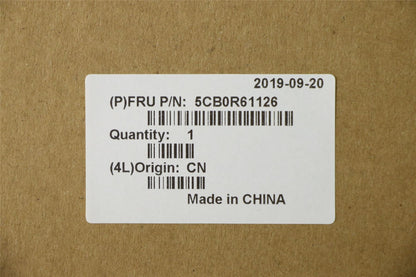 2019-09-20
(P)FRU P/N: 5CB0R61126
Quantity: 1
(4L)Origin: CN
Made in CHINA